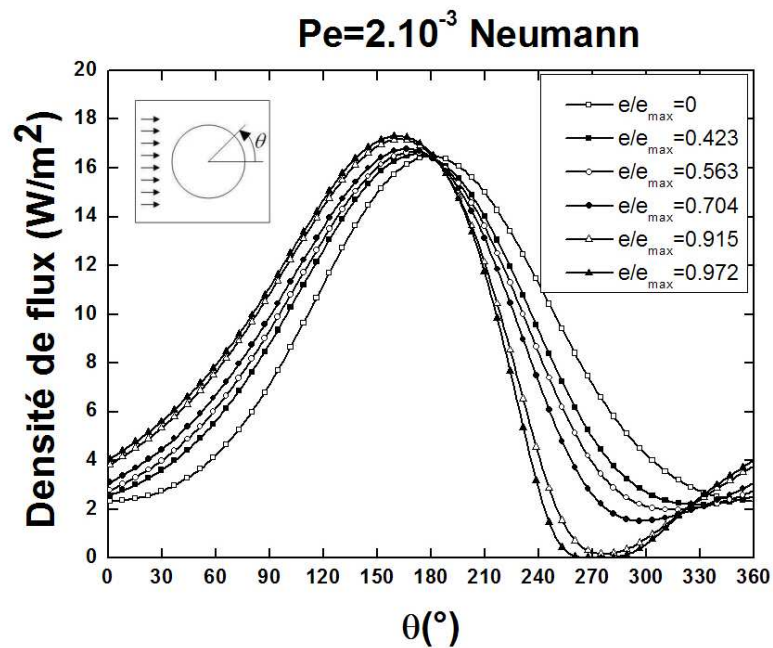 Pe=2.10⁻³ Neumann
Densité de flux (W/m²)
20
18
16
14
12
10
8
6
4
2
0
θ
e/e_max=0
e/e_max=0.423
e/e_max=0.563
e/e_max=0.704
e/e_max=0.915
e/e_max=0.972
0 30 60 90 120 150 180 210 240 270 300 330 360
θ(°)